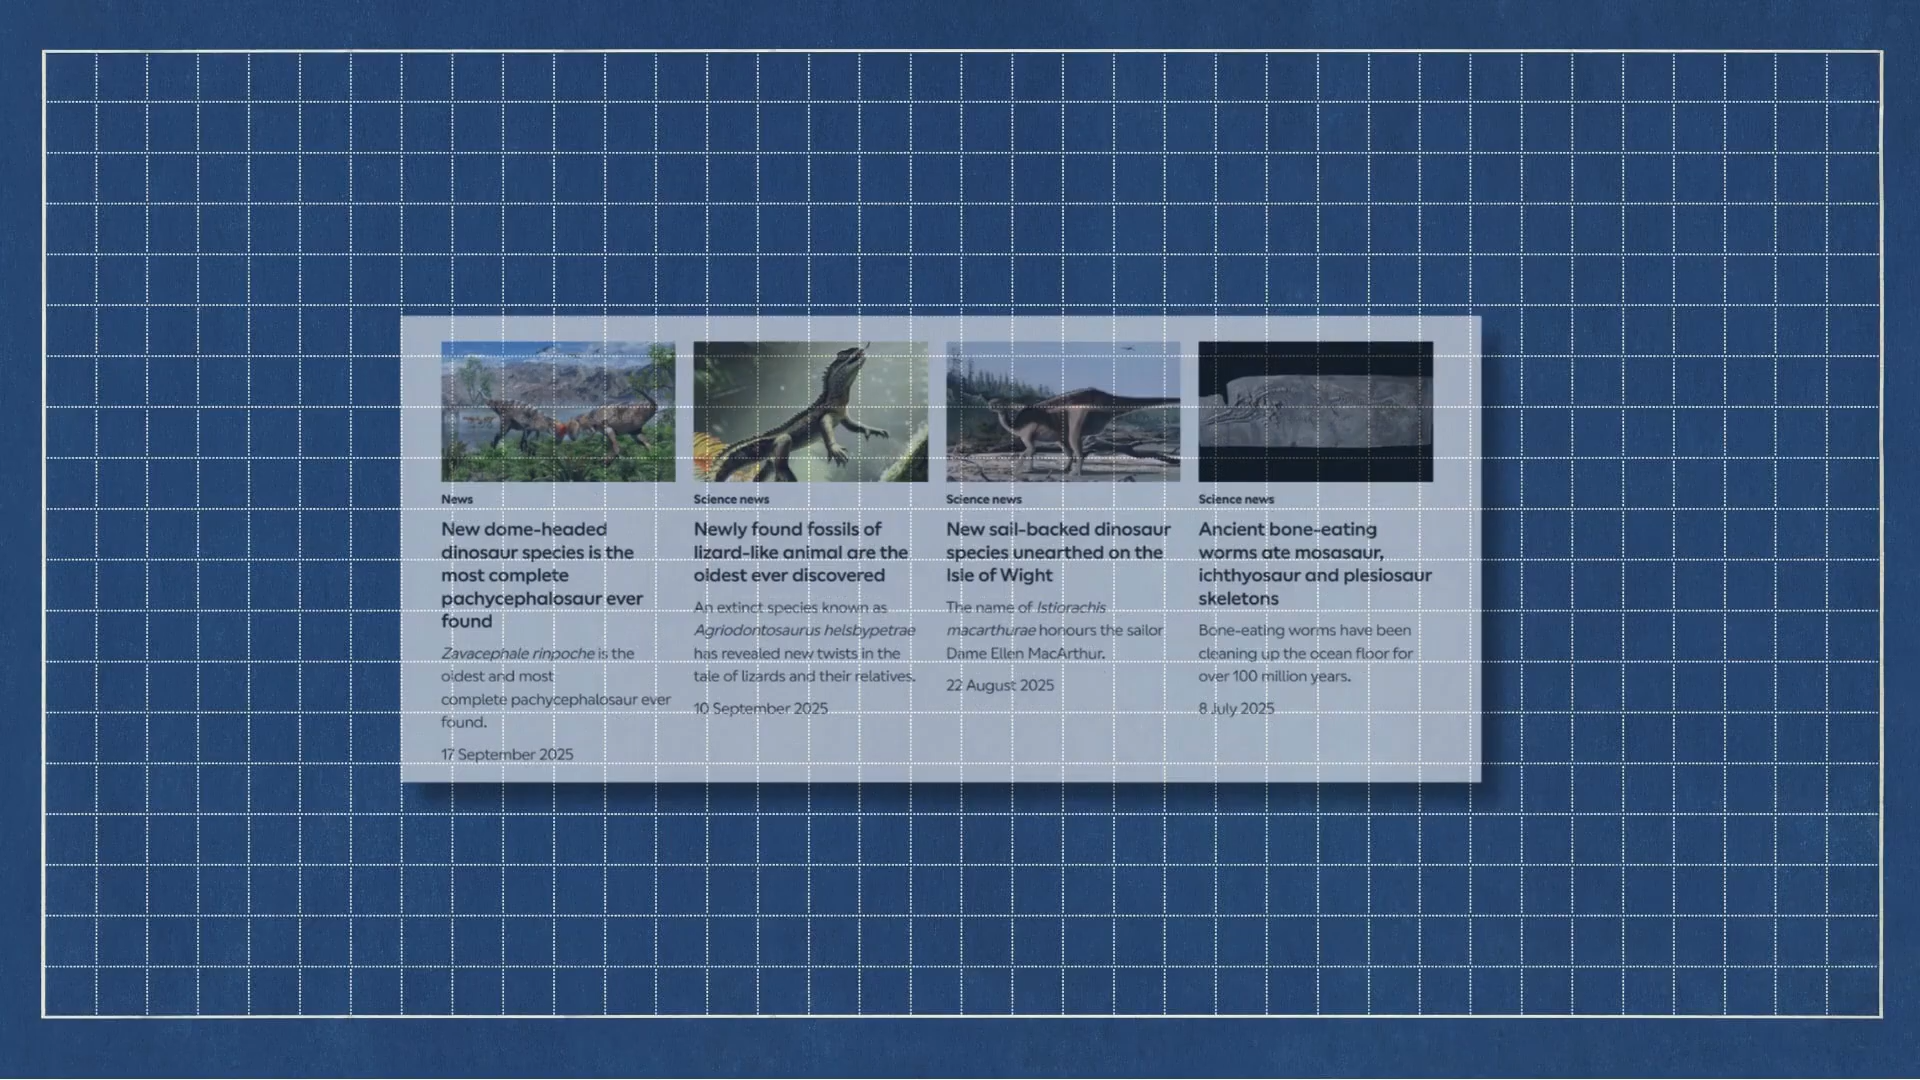 News
New dome-headed
dinosaur species is the
most complete
pachycephalosaur ever
found
Zavacephale rinpoche is the
oldest and most
complete pachycephalosaur ever
found.
17 September 2025
Science news
Newly found fossils of
lizard-like animal are the
oldest ever discovered
An extinct species known as
Agriodontosaurus helsbypetrae
has revealed new twists in the
tale of lizards and their relatives.
10 September 2025
Science news
New sail-backed dinosaur
species unearthed on the
Isle of Wight
The name of Istiorachis
macarthurae honours the sailor
Dame Ellen MacArthur.
22 August 2025
Science news
Ancient bone-eating
worms ate mosasaur,
ichthyosaur and plesiosaur
skeletons
Bone-eating worms have been
cleaning up the ocean floor for
over 100 million years.
8 July 2025